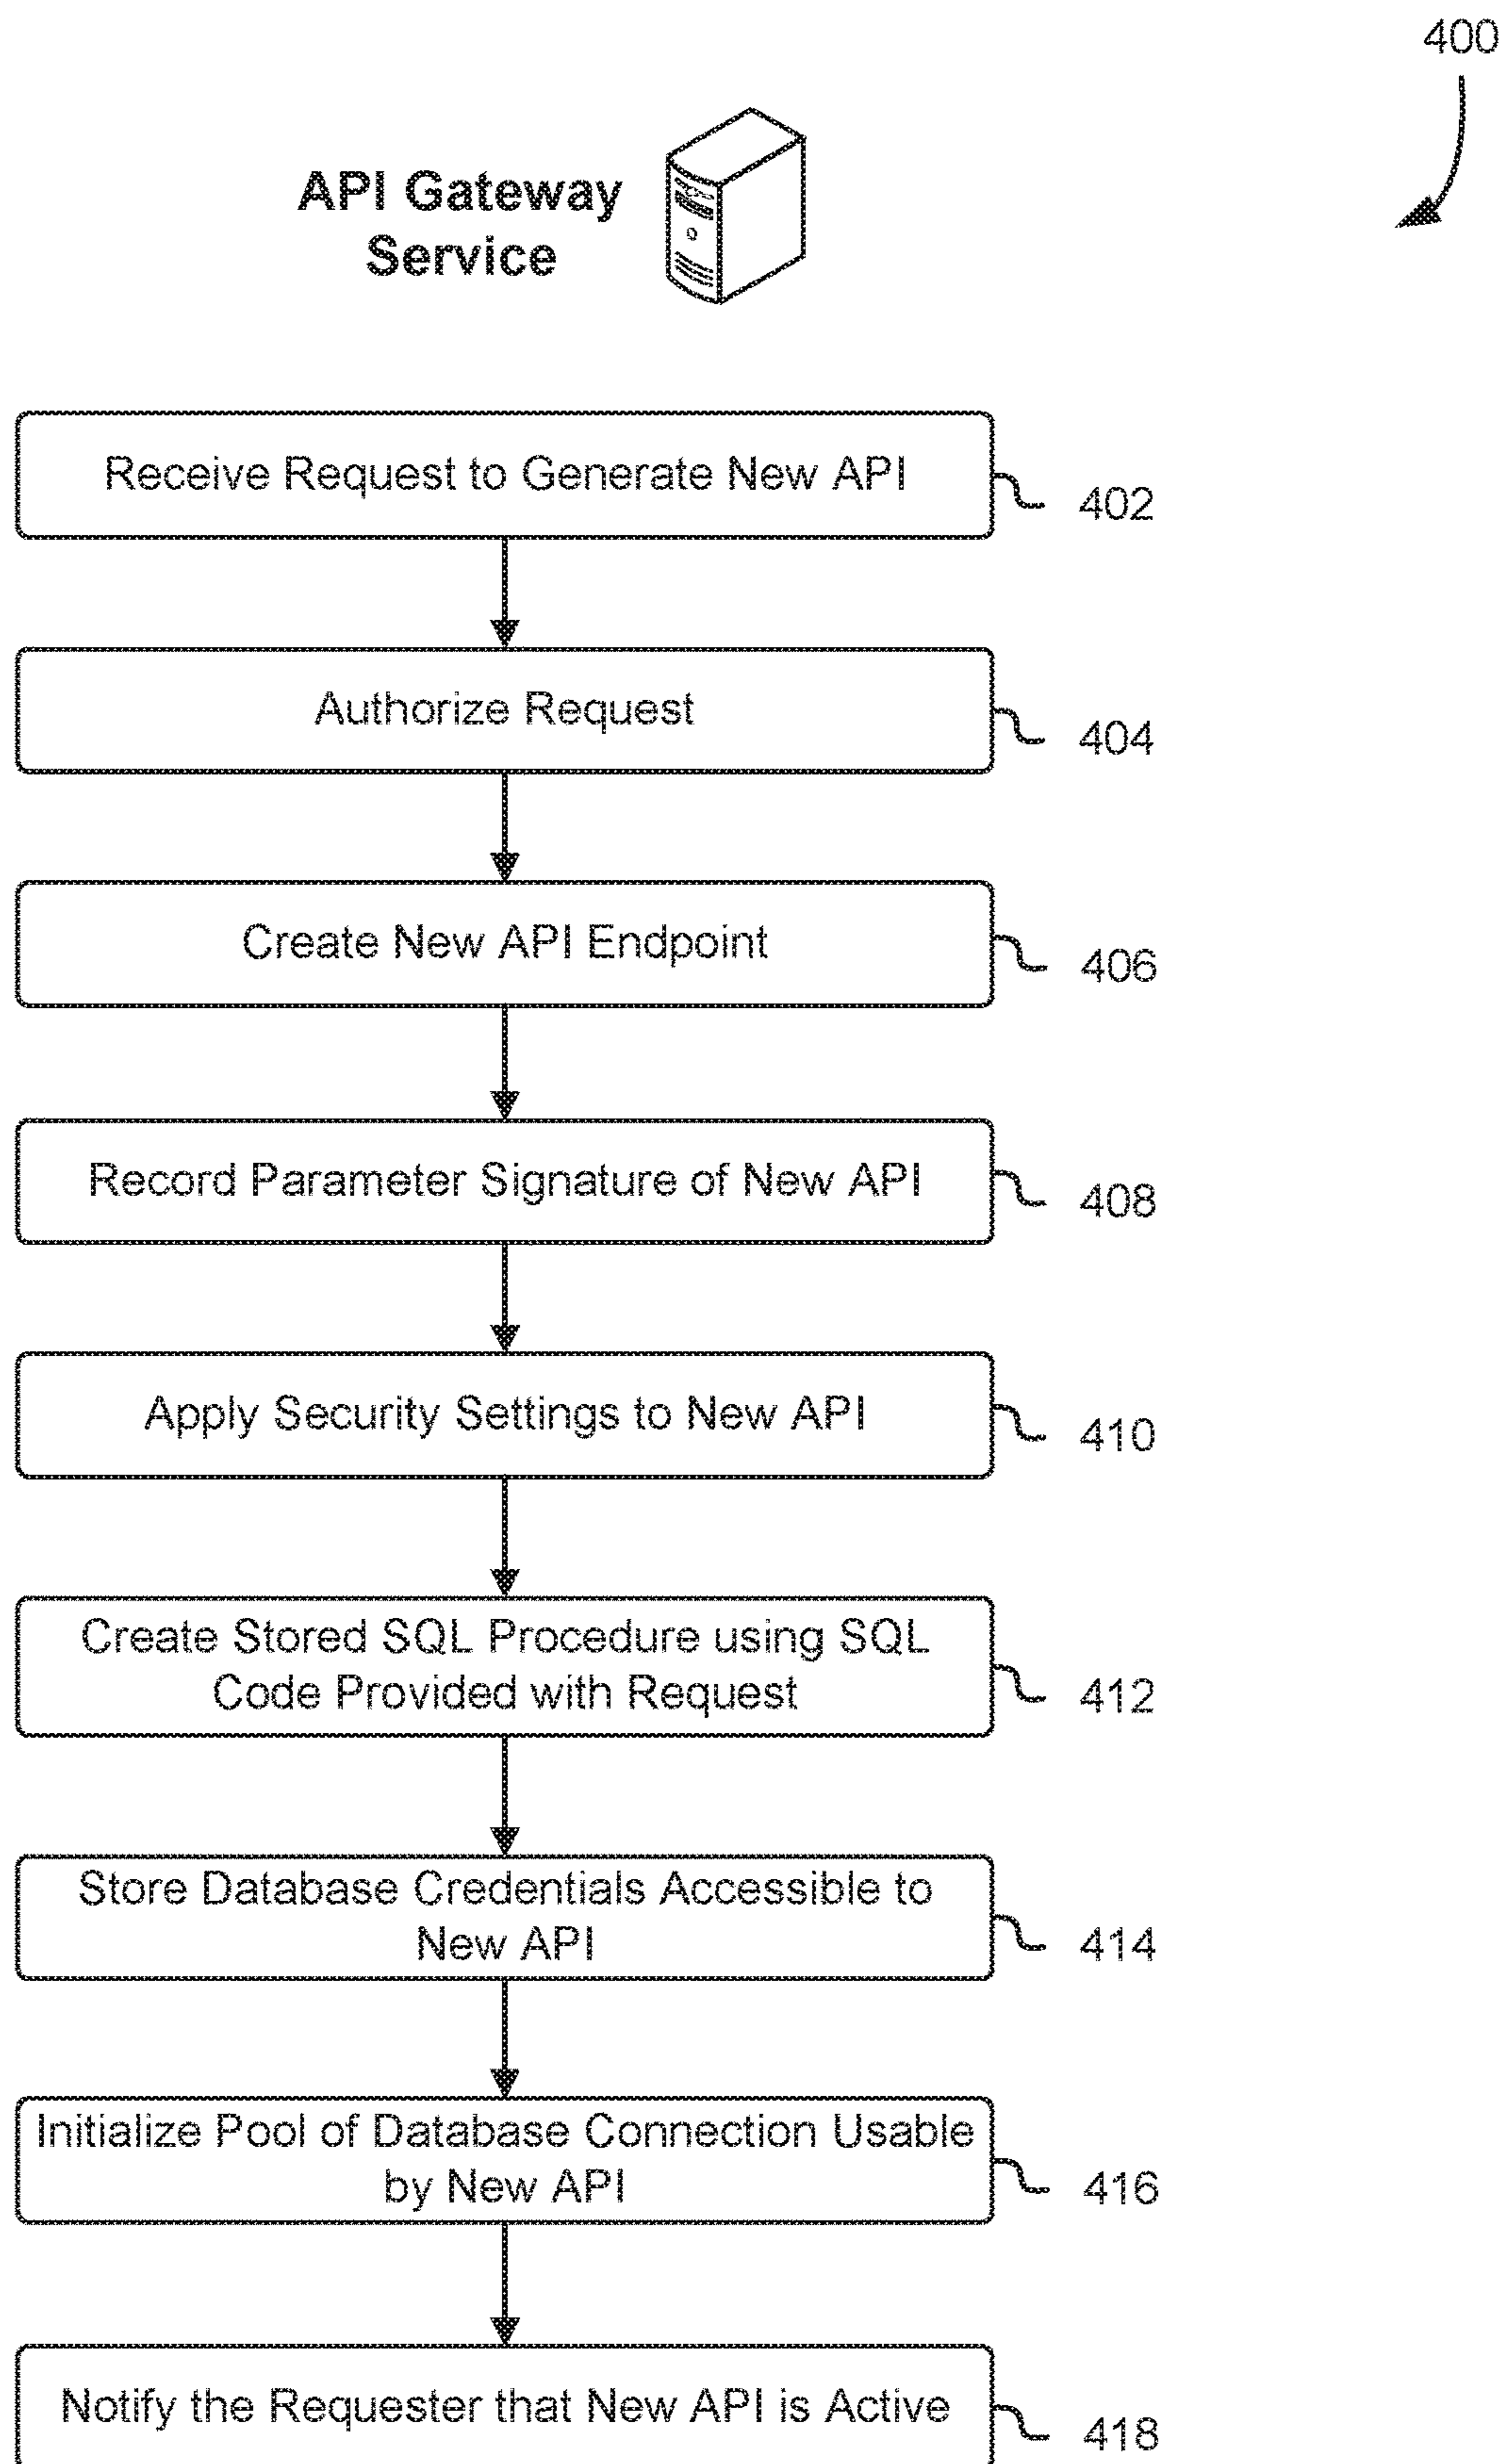 400
API Gateway
Service
Receive Request to Generate New API
402
Authorize Request
404
Create New API Endpoint
406
Record Parameter Signature of New API
408
Apply Security Settings to New API
410
Create Stored SQL Procedure using SQL
Code Provided with Request
412
Store Database Credentials Accessible to
New API
414
Initialize Pool of Database Connection Usable
by New API
416
Notify the Requester that New API is Active
418